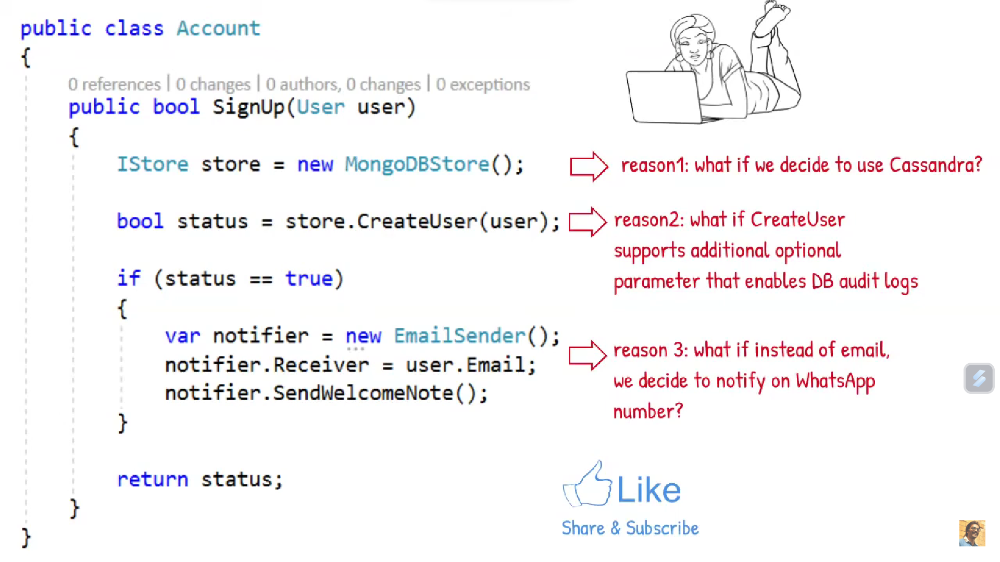 public class Account
{
0 references | 0 changes | 0 authors, 0 changes | 0 exceptions
public bool SignUp(User user)
{
IStore store = new MongoDBStore();
reason1: what if we decide to use Cassandra?
bool status = store.CreateUser(user);
reason2: what if CreateUser
supports additional optional
parameter that enables DB audit logs
if (status == true)
{
var notifier = new EmailSender();
notifier.Receiver = user.Email;
notifier.SendWelcomeNote();
reason 3: what if instead of email,
we decide to notify on WhatsApp
number?
}
return status;
}
}
Like
Share & Subscribe